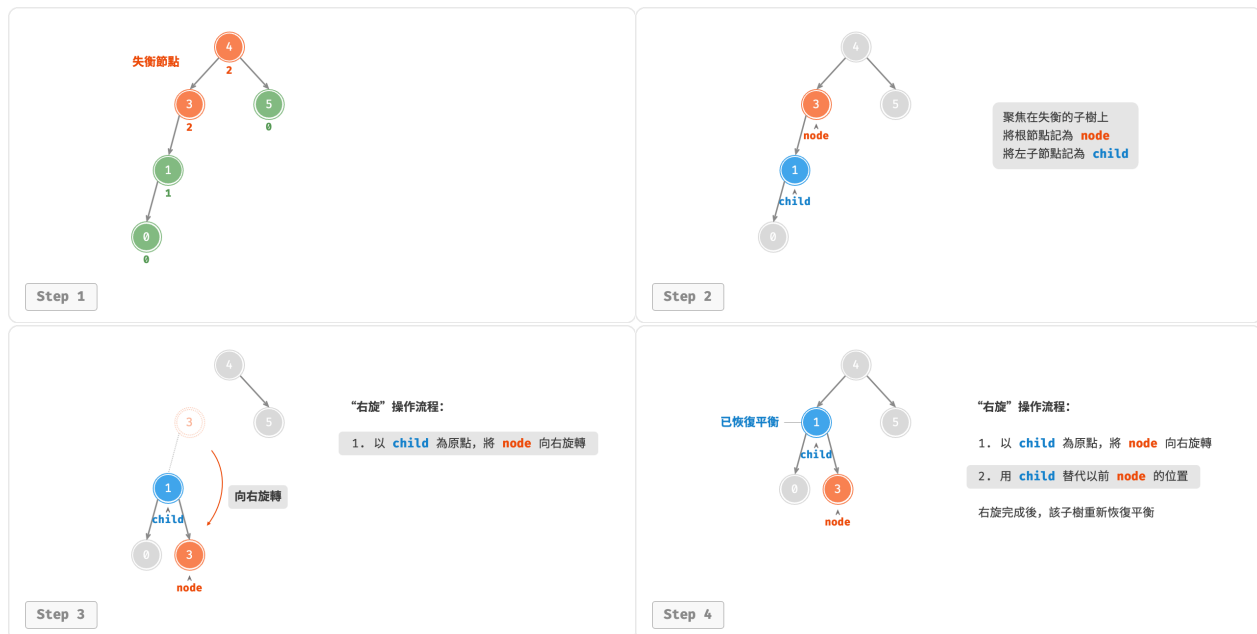 4
失衡節點
2
3
5
2
0
1
1
0
0
Step 1
4
3
5
node
聚焦在失衡的子樹上
將根節點記為 node
將左子節點記為 child
1
child
0
Step 2
4
3
5
“右旋”操作流程：
1. 以 child 為原點，將 node 向右旋轉
1
向右旋轉
child
0
3
node
Step 3
4
已恢復平衡
1
5
child
0
3
node
“右旋”操作流程：
1. 以 child 為原點，將 node 向右旋轉
2. 用 child 替代以前 node 的位置
右旋完成後，該子樹重新恢復平衡
Step 4